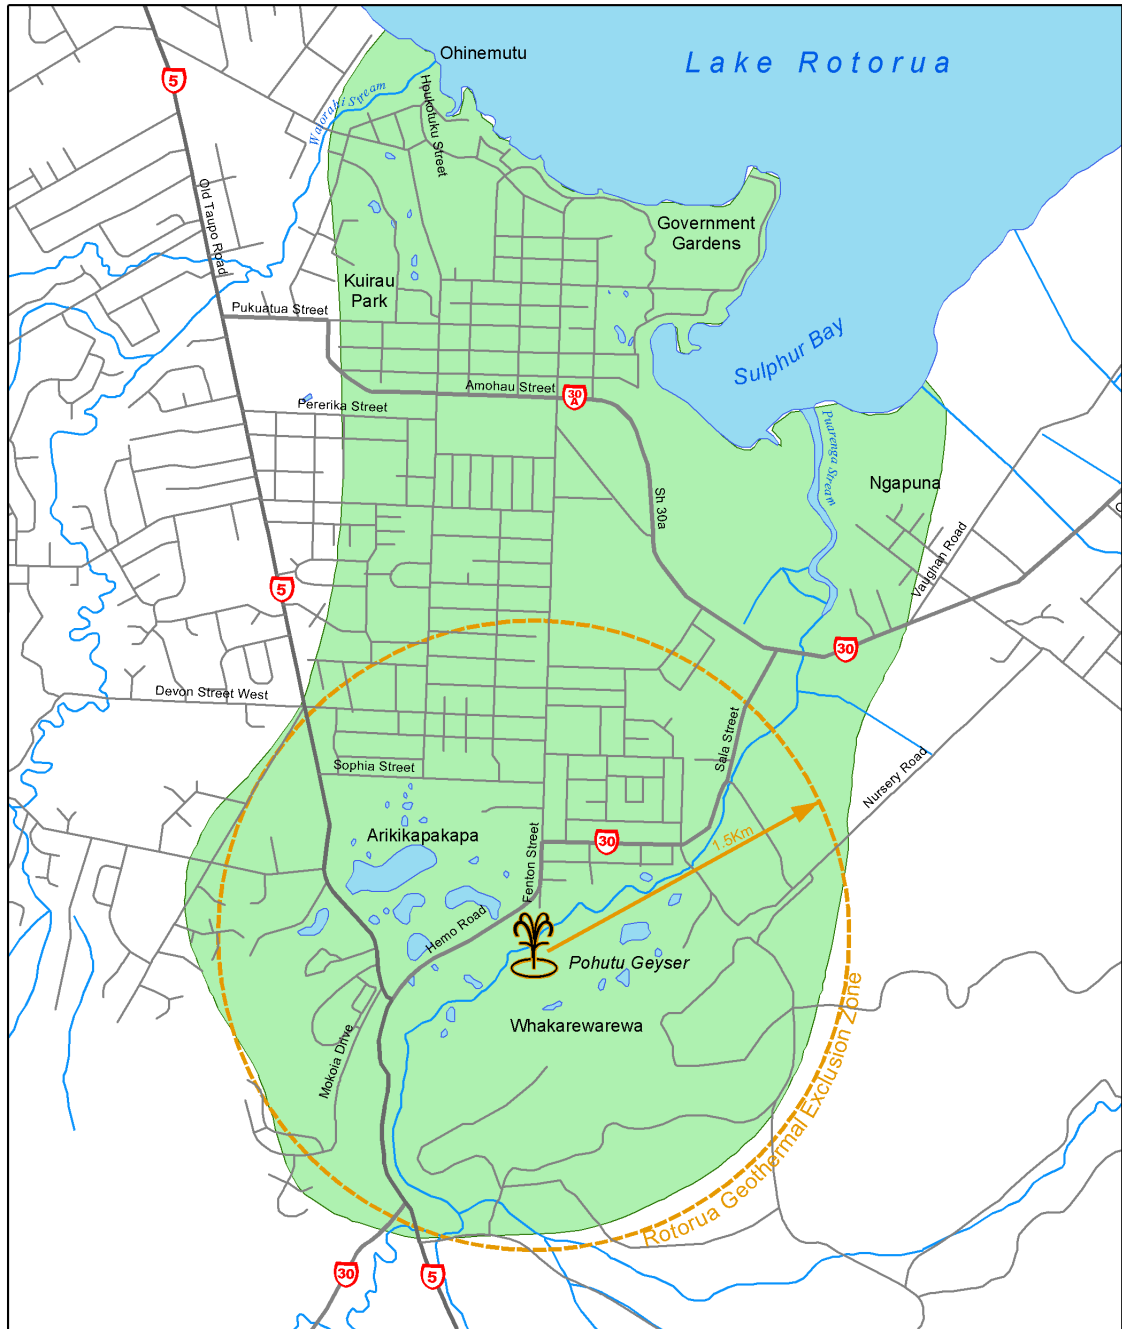 Ohinemutu
Lake Rotorua
5
Waiorahi Stream
Houkotuku Street
Old Taupo Road
Government
Gardens
Kuirau
Park
Pukuatua Street
Sulphur Bay
Amohau Street
30
A
Pererika Street
Puarenga Stream
Ngapuna
Sh 30a
Vaughan Road
5
30
Devon Street West
Sala Street
Sophia Street
Nursery Road
Arikikapakapa
Fenton Street
30
1.5Km
Hemo Road
Pohutu Geyser
Whakarewarewa
Mokoia Drive
Rotorua Geothermal Exclusion Zone
30
5